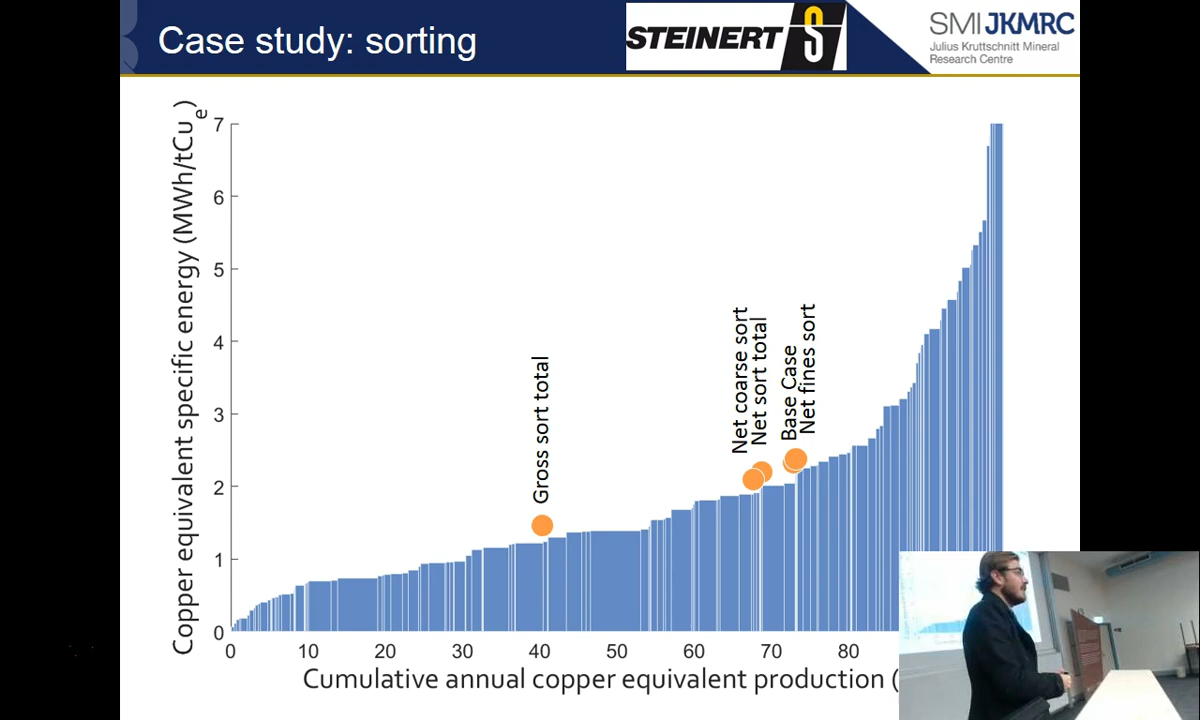 Case study: sorting
STEINERT S
SMI JKMRC
Julius Kruttschnitt Mineral
Research Centre
Copper equivalent specific energy (MWh/tCue)
7
6
5
4
3
2
1
0
Gross sort total
Net coarse sort
Net sort total
Base Case
Net fines sort
0 10 20 30 40 50 60 70 80
Cumulative annual copper equivalent production (